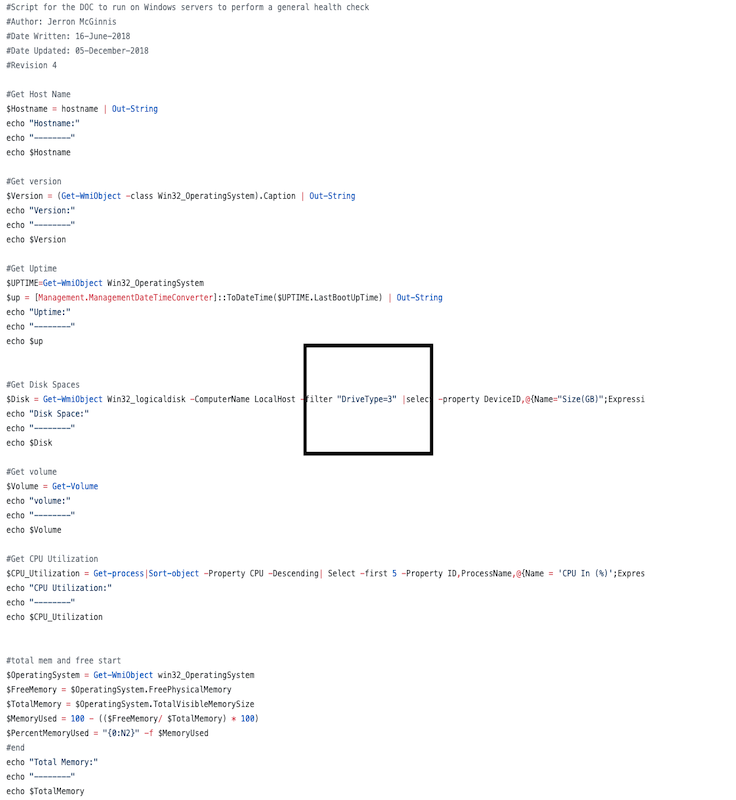 #Script for the DOC to run on Windows servers to perform a general health check
#Author: Jerron McGinnis
#Date Written: 16-June-2018
#Date Updated: 05-December-2018
#Revision 4
#Get Host Name
$Hostname = hostname | Out-String
echo "Hostname:"
echo "--------"
echo $Hostname
#Get version
$Version = (Get-WmiObject -class Win32_OperatingSystem).Caption | Out-String
echo "Version:"
echo "--------"
echo $Version
#Get Uptime
$UPTIME=Get-WmiObject Win32_OperatingSystem
$up = [Management.ManagementDateTimeConverter]::ToDateTime($UPTIME.LastBootUpTime) | Out-String
echo "Uptime:"
echo "--------"
echo $up
#Get Disk Spaces
$Disk = Get-WmiObject Win32_logicaldisk -ComputerName LocalHost -filter "DriveType=3" |select -property DeviceID,@{Name="Size(GB)";Expressi
echo "Disk Space:"
echo "--------"
echo $Disk
#Get volume
$Volume = Get-Volume
echo "volume:"
echo "--------"
echo $Volume
#Get CPU Utilization
$CPU_Utilization = Get-process|Sort-object -Property CPU -Descending| Select -first 5 -Property ID,ProcessName,@{Name = 'CPU In (%)';Expres
echo "CPU Utilization:"
echo "--------"
echo $CPU_Utilization
#total mem and free start
$OperatingSystem = Get-WmiObject win32_OperatingSystem
$FreeMemory = $OperatingSystem.FreePhysicalMemory
$TotalMemory = $OperatingSystem.TotalVisibleMemorySize
$MemoryUsed = 100 - (($FreeMemory/ $TotalMemory) * 100)
$PercentMemoryUsed = "{0:N2}" -f $MemoryUsed
#end
echo "Total Memory:"
echo "--------"
echo $TotalMemory